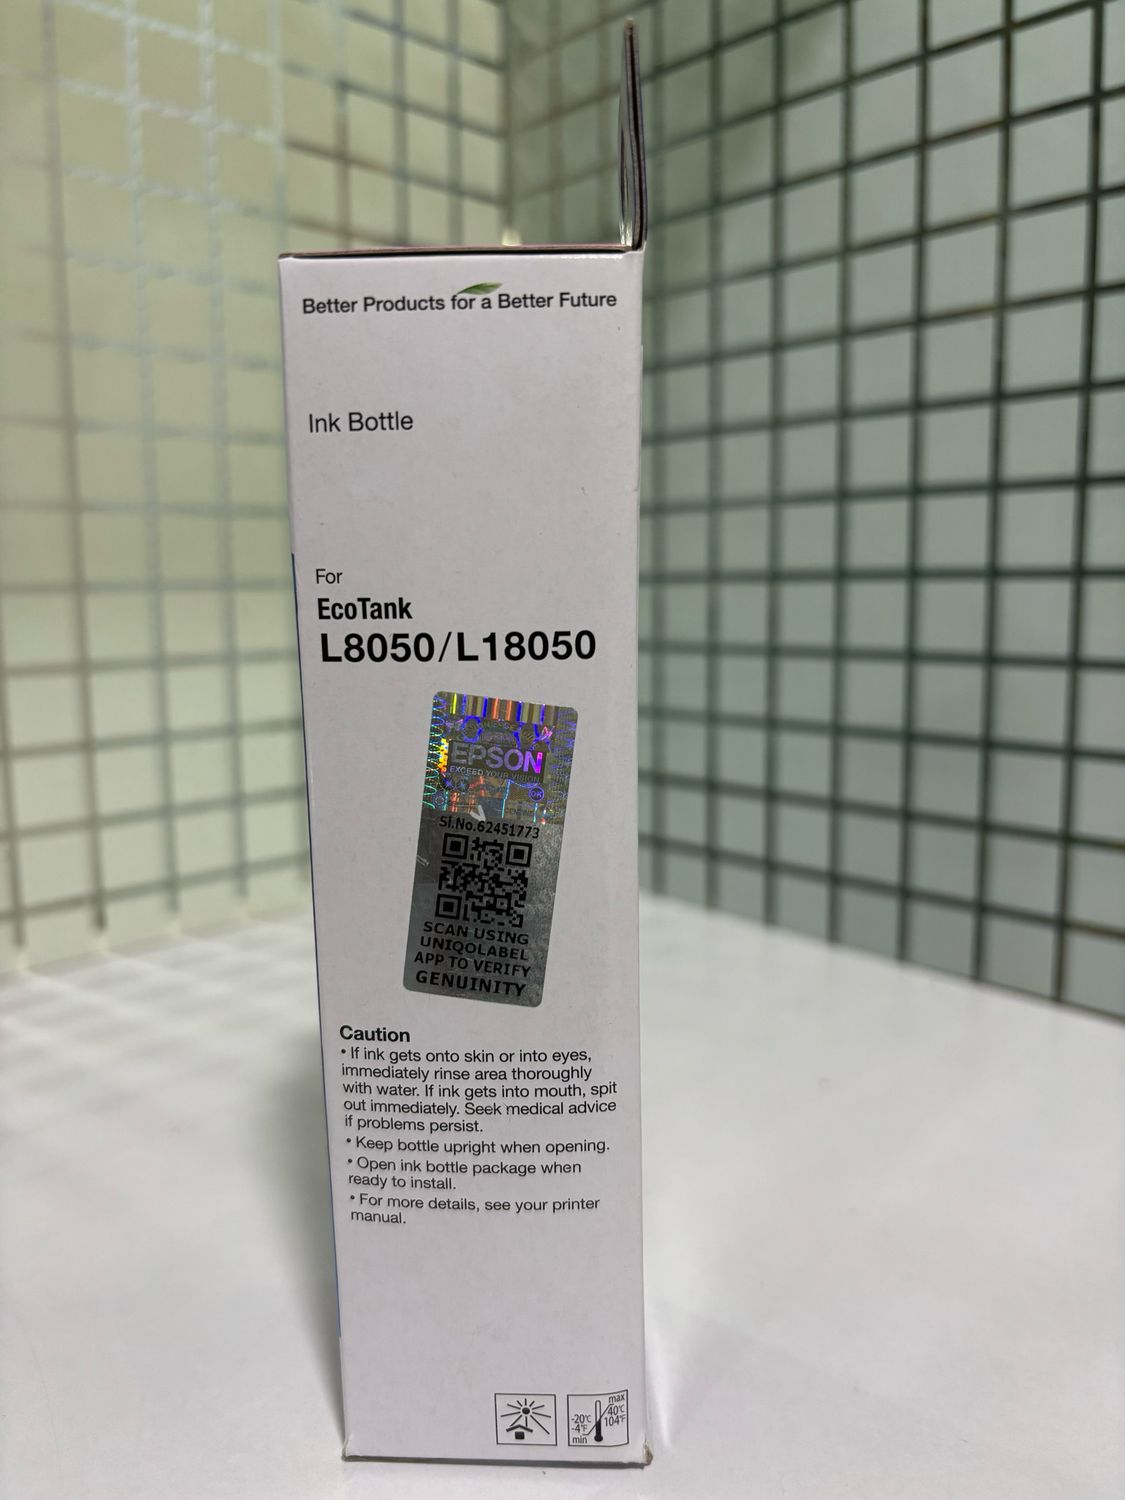 Better Products for a Better Future
Ink Bottle
For
EcoTank
L8050/L18050
EPSON
EXCEED YOUR VISION
Sl.No.62451773
SCAN USING
UNIQOLABEL
APP TO VERIFY
GENUINITY
Caution
• If ink gets onto skin or into eyes,
immediately rinse area thoroughly
with water. If ink gets into mouth, spit
out immediately. Seek medical advice
if problems persist.
• Keep bottle upright when opening.
• Open ink bottle package when
ready to install.
• For more details, see your printer
manual.
max
40°C
104°F
-20°C
-4°F
min